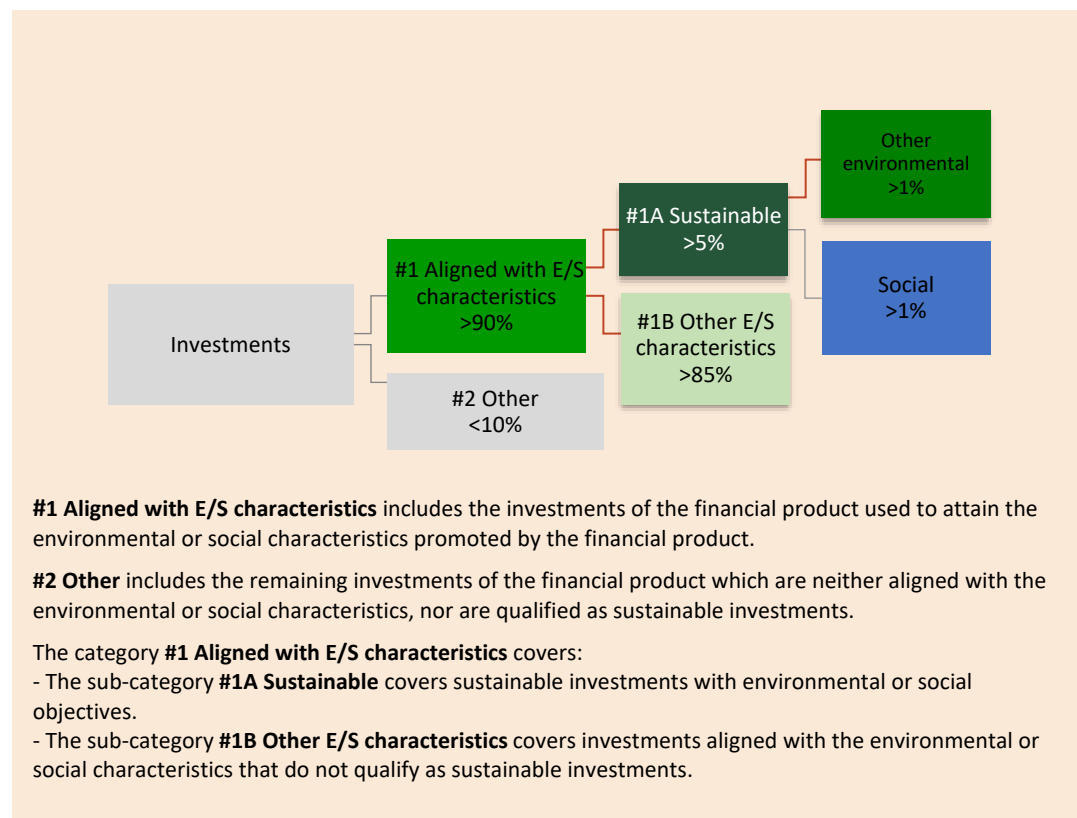 Other
environmental
>1%
#1A Sustainable
>5%
#1 Aligned with E/S
characteristics
>90%
Social
>1%
Investments
#1B Other E/S
characteristics
>85%
#2 Other
<10%
#1 Aligned with E/S characteristics includes the investments of the financial product used to attain the
environmental or social characteristics promoted by the financial product.
#2 Other includes the remaining investments of the financial product which are neither aligned with the
environmental or social characteristics, nor are qualified as sustainable investments.
The category #1 Aligned with E/S characteristics covers:
- The sub-category #1A Sustainable covers sustainable investments with environmental or social
objectives.
- The sub-category #1B Other E/S characteristics covers investments aligned with the environmental or
social characteristics that do not qualify as sustainable investments.